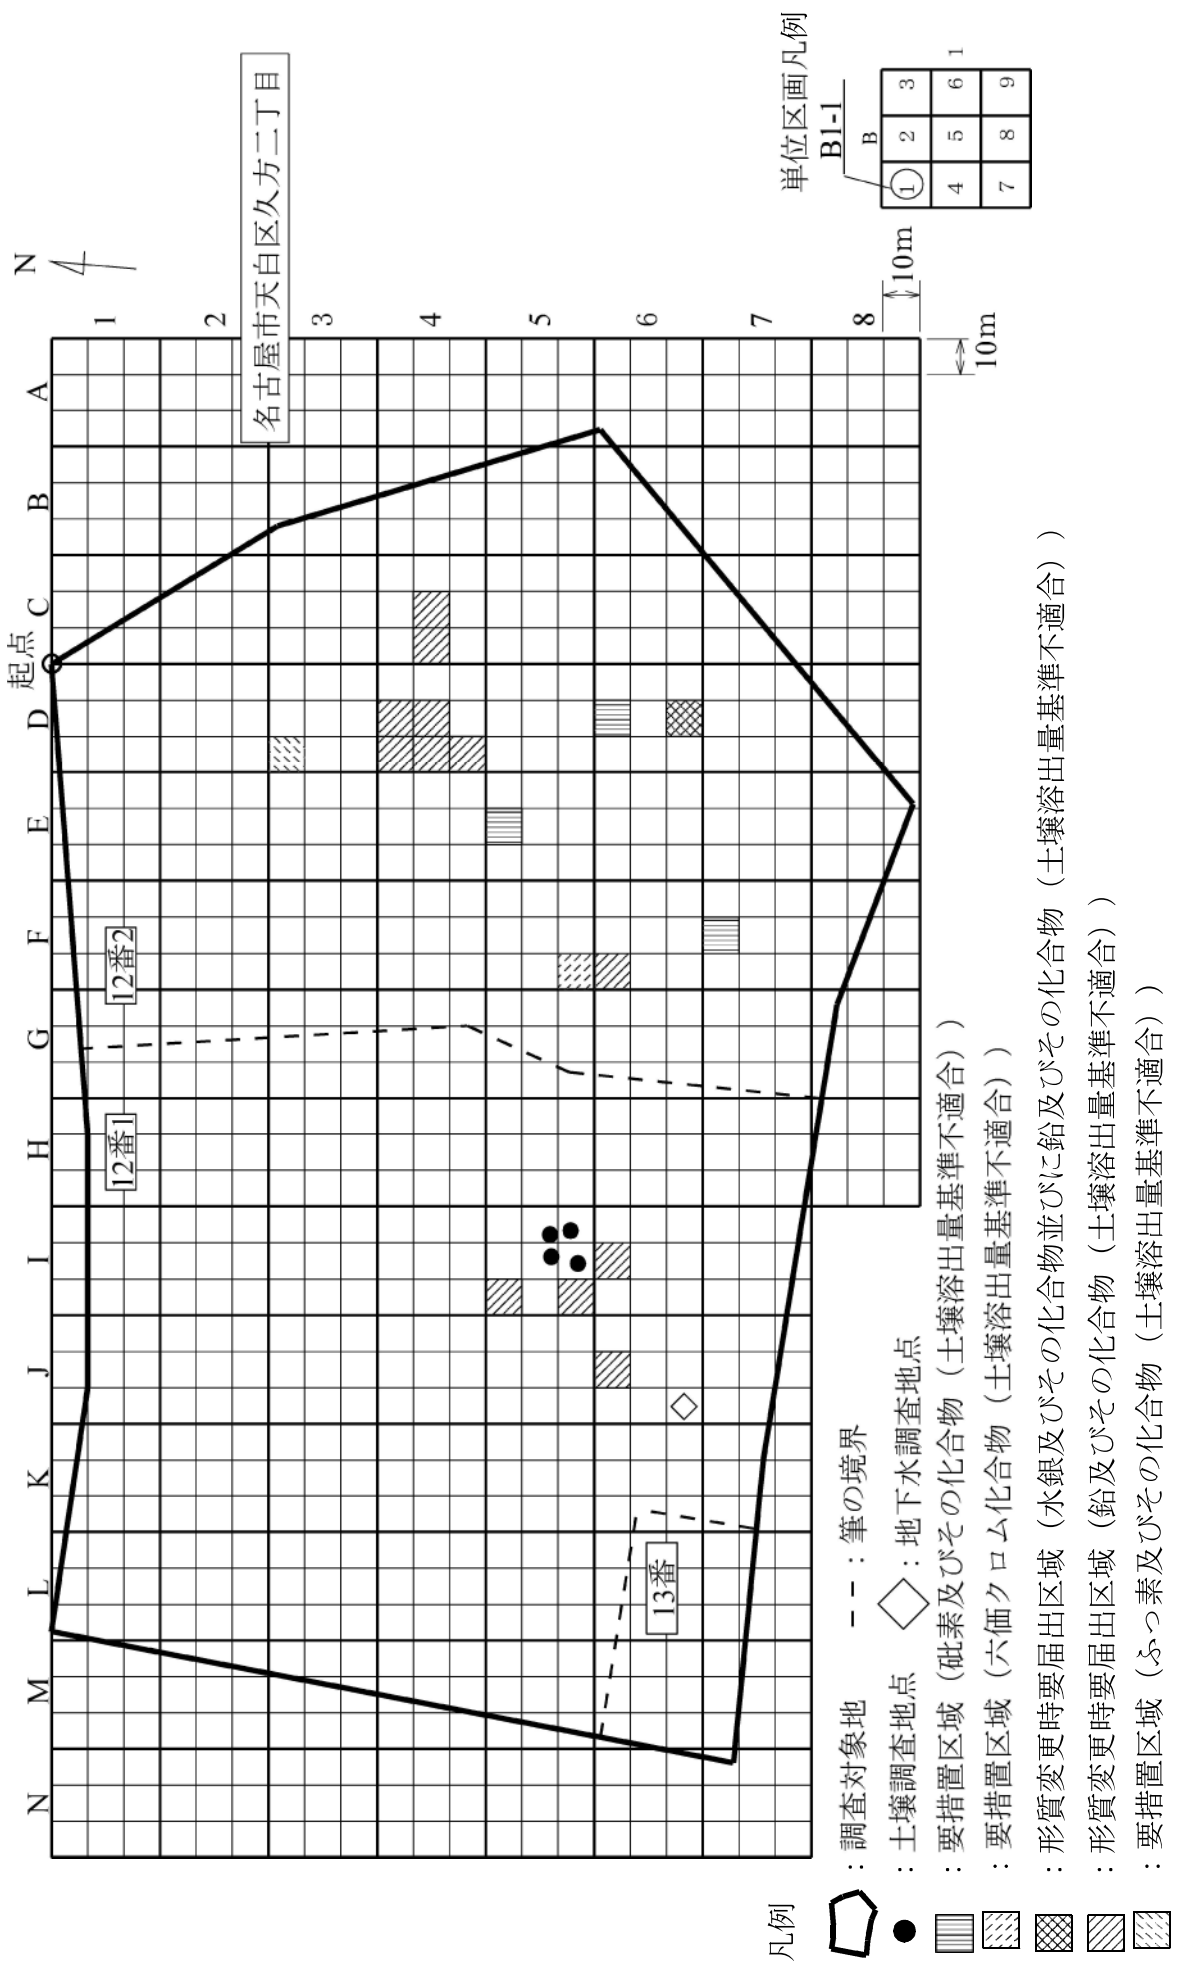 N
名古屋市天白区久方二丁目
単位区画凡例
B1-1
B
1 2 3
4 5 6
7 8 9
1
起点
N M L K J I H G F E D C B A
1
2
3
4
5
6
7
8
12番1
12番2
13番
10m
10m
凡例
：調査対象地
--：筆の境界
：土壌調査地点
：地下水調査地点
：要措置区域（砒素及びその化合物（土壌溶出量基準不適合））
：要措置区域（六価クロム化合物（土壌溶出量基準不適合））
：形質変更時要届出区域（水銀及びその化合物並びに鉛及びその化合物（土壌溶出量基準不適合））
：形質変更時要届出区域（鉛及びその化合物（土壌溶出量基準不適合））
：要措置区域（ふっ素及びその化合物（土壌溶出量基準不適合））